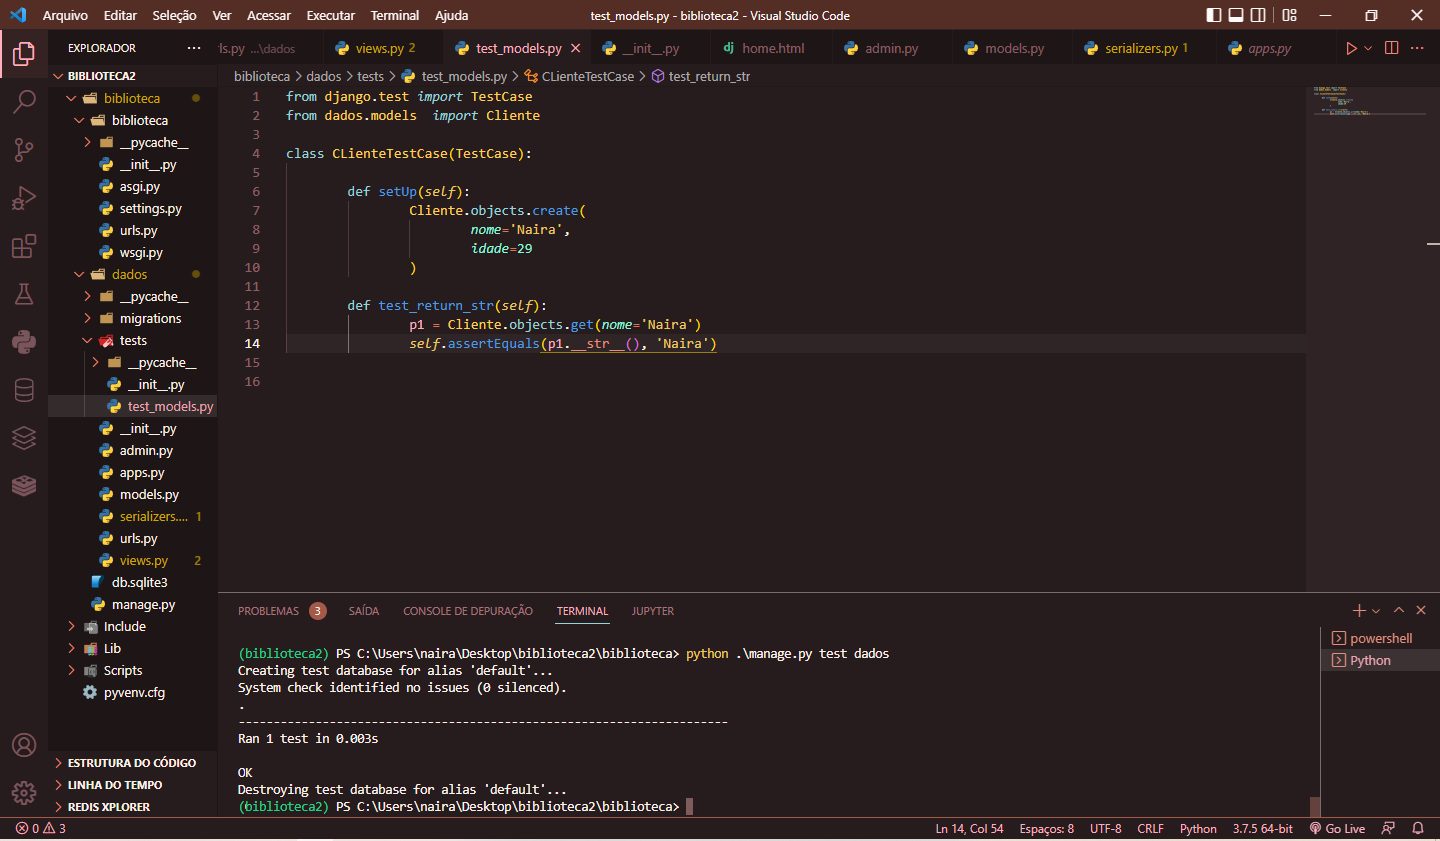 Arquivo Editar Seleção Ver Acessar Executar Terminal Ajuda test_models.py - biblioteca2 - Visual Studio Code
EXPLORADOR ··· ls.py ...\dados views.py 2 test_models.py __init__.py dj home.html admin.py models.py serializers.py 1 apps.py ···
BIBLIOTECA2
biblioteca
biblioteca
__pycache__
__init__.py
asgi.py
settings.py
urls.py
wsgi.py
dados
__pycache__
migrations
tests
__pycache__
__init__.py
test_models.py
__init__.py
admin.py
apps.py
models.py
serializers.... 1
urls.py
views.py 2
db.sqlite3
manage.py
Include
Lib
Scripts
pyvenv.cfg
ESTRUTURA DO CÓDIGO
LINHA DO TEMPO
REDIS XPLORER
biblioteca > dados > tests > test_models.py > CLienteTestCase > test_return_str
1 from django.test import TestCase
2 from dados.models  import Cliente
3
4 class CLienteTestCase(TestCase):
5
6 def setUp(self):
7 Cliente.objects.create(
8 nome='Naira',
9 idade=29
10 )
11
12 def test_return_str(self):
13 p1 = Cliente.objects.get(nome='Naira')
14 self.assertEquals(p1.__str__(), 'Naira')
15
16
PROBLEMAS 3 SAÍDA CONSOLE DE DEPURAÇÃO TERMINAL JUPYTER
powershell
Python
(biblioteca2) PS C:\Users\naira\Desktop\biblioteca2\biblioteca> python .\manage.py test dados
Creating test database for alias 'default'...
System check identified no issues (0 silenced).
.
----------------------------------------------------------------------
Ran 1 test in 0.003s
OK
Destroying test database for alias 'default'...
(biblioteca2) PS C:\Users\naira\Desktop\biblioteca2\biblioteca>
0 3 Ln 14, Col 54 Espaços: 8 UTF-8 CRLF Python 3.7.5 64-bit Go Live